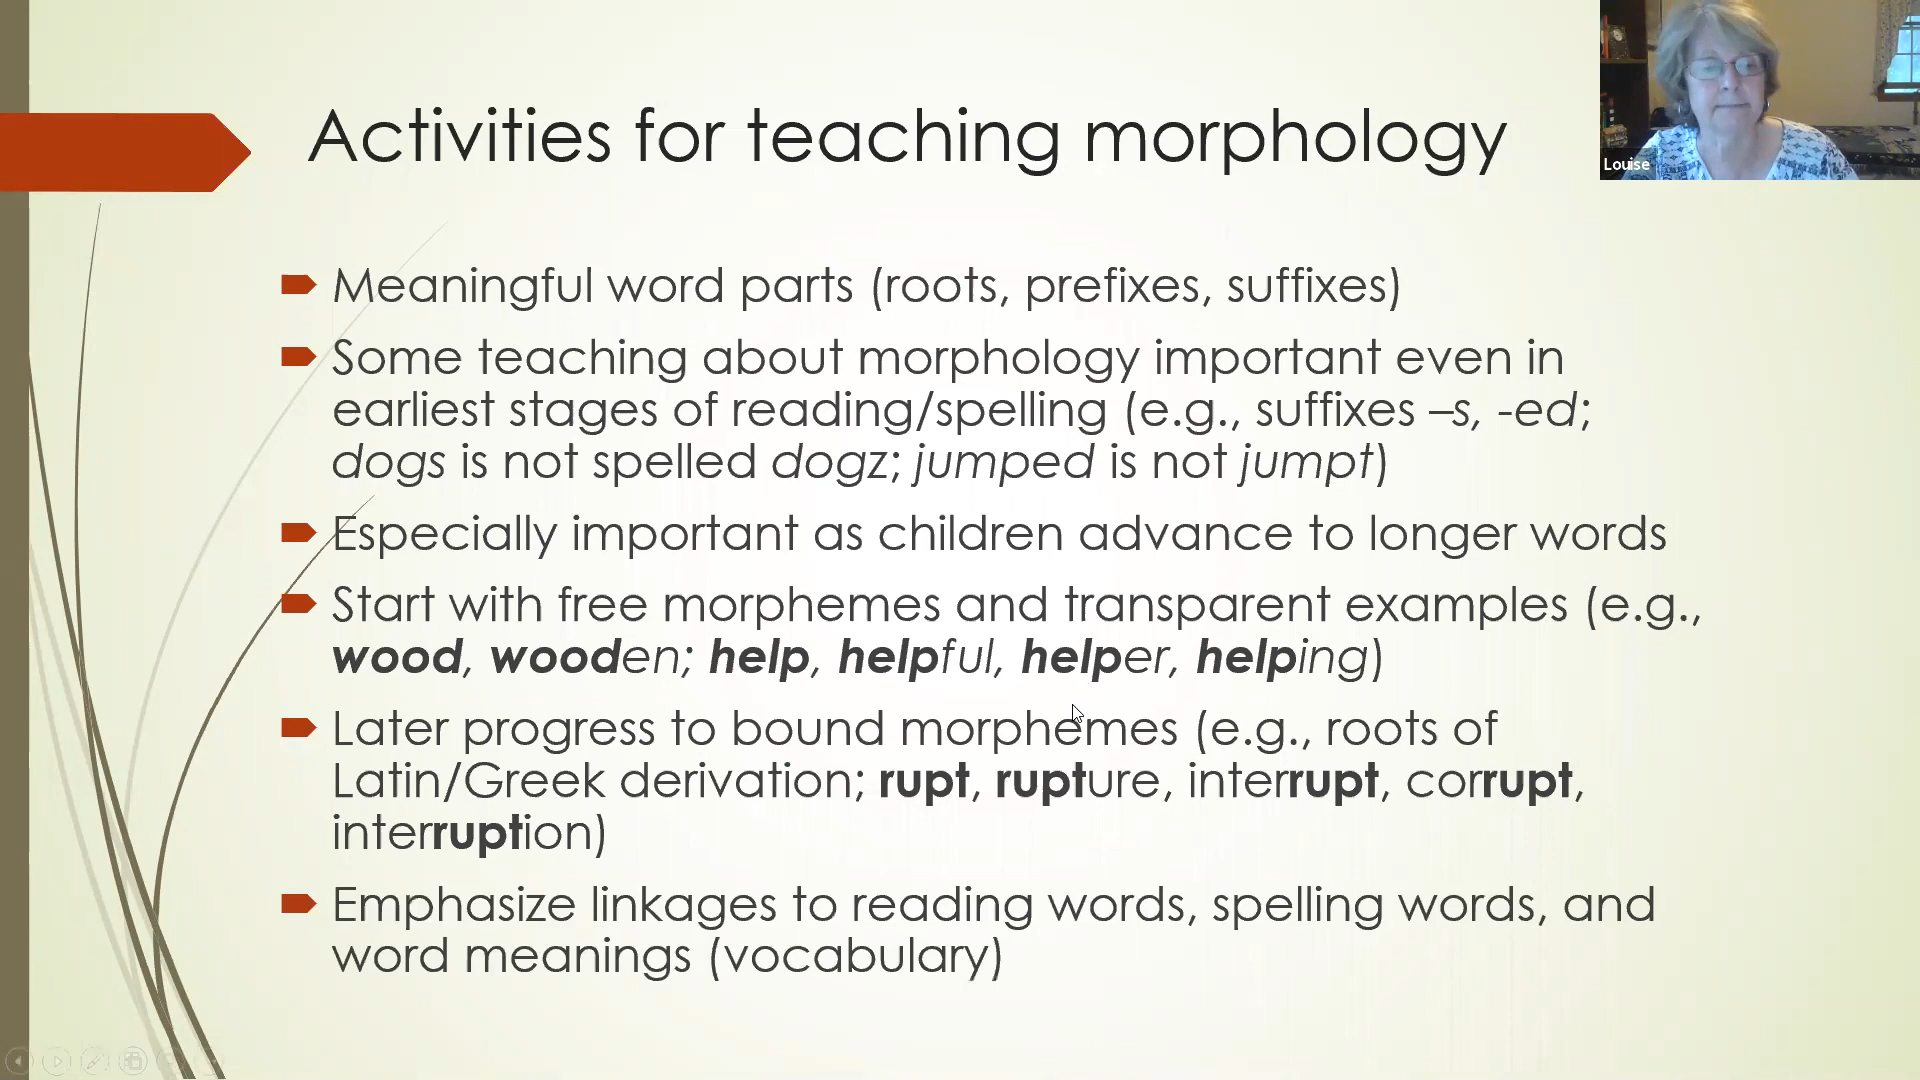 Activities for teaching morphology
Louise
Meaningful word parts (roots, prefixes, suffixes)
Some teaching about morphology important even in
earliest stages of reading/spelling (e.g., suffixes –s, -ed;
dogs is not spelled dogz; jumped is not jumpt)
Especially important as children advance to longer words
Start with free morphemes and transparent examples (e.g.,
wood, wooden; help, helpful, helper, helping)
Later progress to bound morphemes (e.g., roots of
Latin/Greek derivation; rupt, rupture, interrupt, corrupt,
interruption)
Emphasize linkages to reading words, spelling words, and
word meanings (vocabulary)